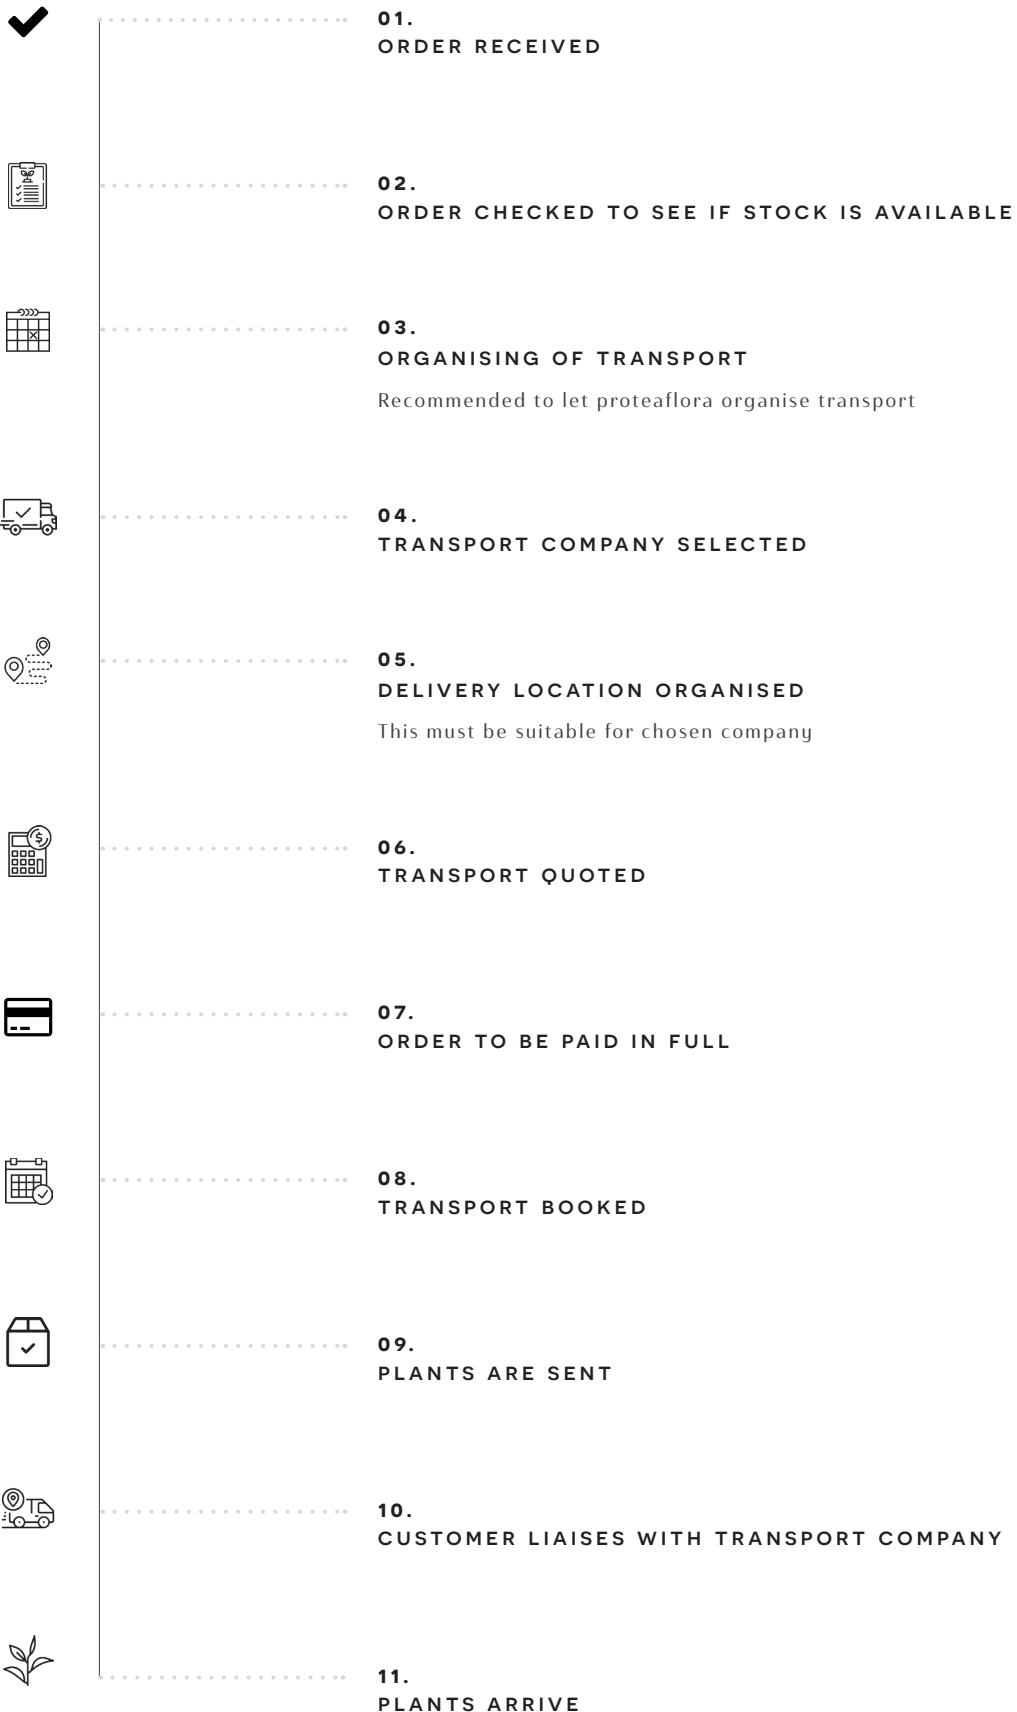 01.
ORDER RECEIVED
02.
ORDER CHECKED TO SEE IF STOCK IS AVAILABLE
03.
ORGANISING OF TRANSPORT
Recommended to let proteaflora organise transport
04.
TRANSPORT COMPANY SELECTED
05.
DELIVERY LOCATION ORGANISED
This must be suitable for chosen company
06.
TRANSPORT QUOTED
07.
ORDER TO BE PAID IN FULL
08.
TRANSPORT BOOKED
09.
PLANTS ARE SENT
10.
CUSTOMER LIAISES WITH TRANSPORT COMPANY
11.
PLANTS ARRIVE